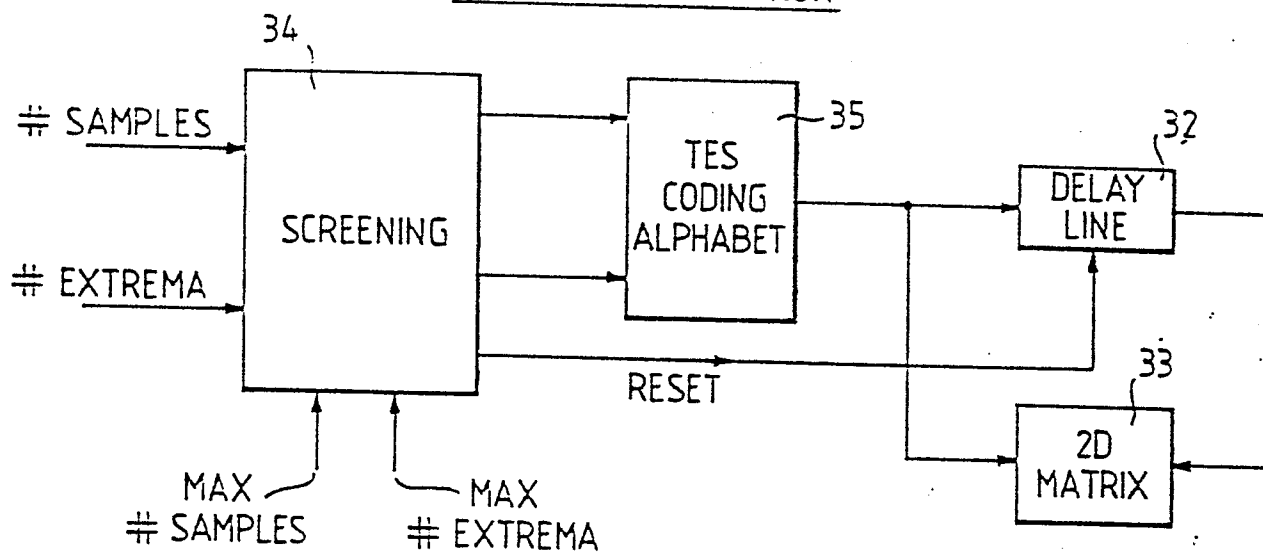 34
# SAMPLES
# EXTREMA
SCREENING
TES
CODING
ALPHABET
35
32
DELAY
LINE
RESET
33
2D
MATRIX
MAX
# SAMPLES
MAX
# EXTREMA